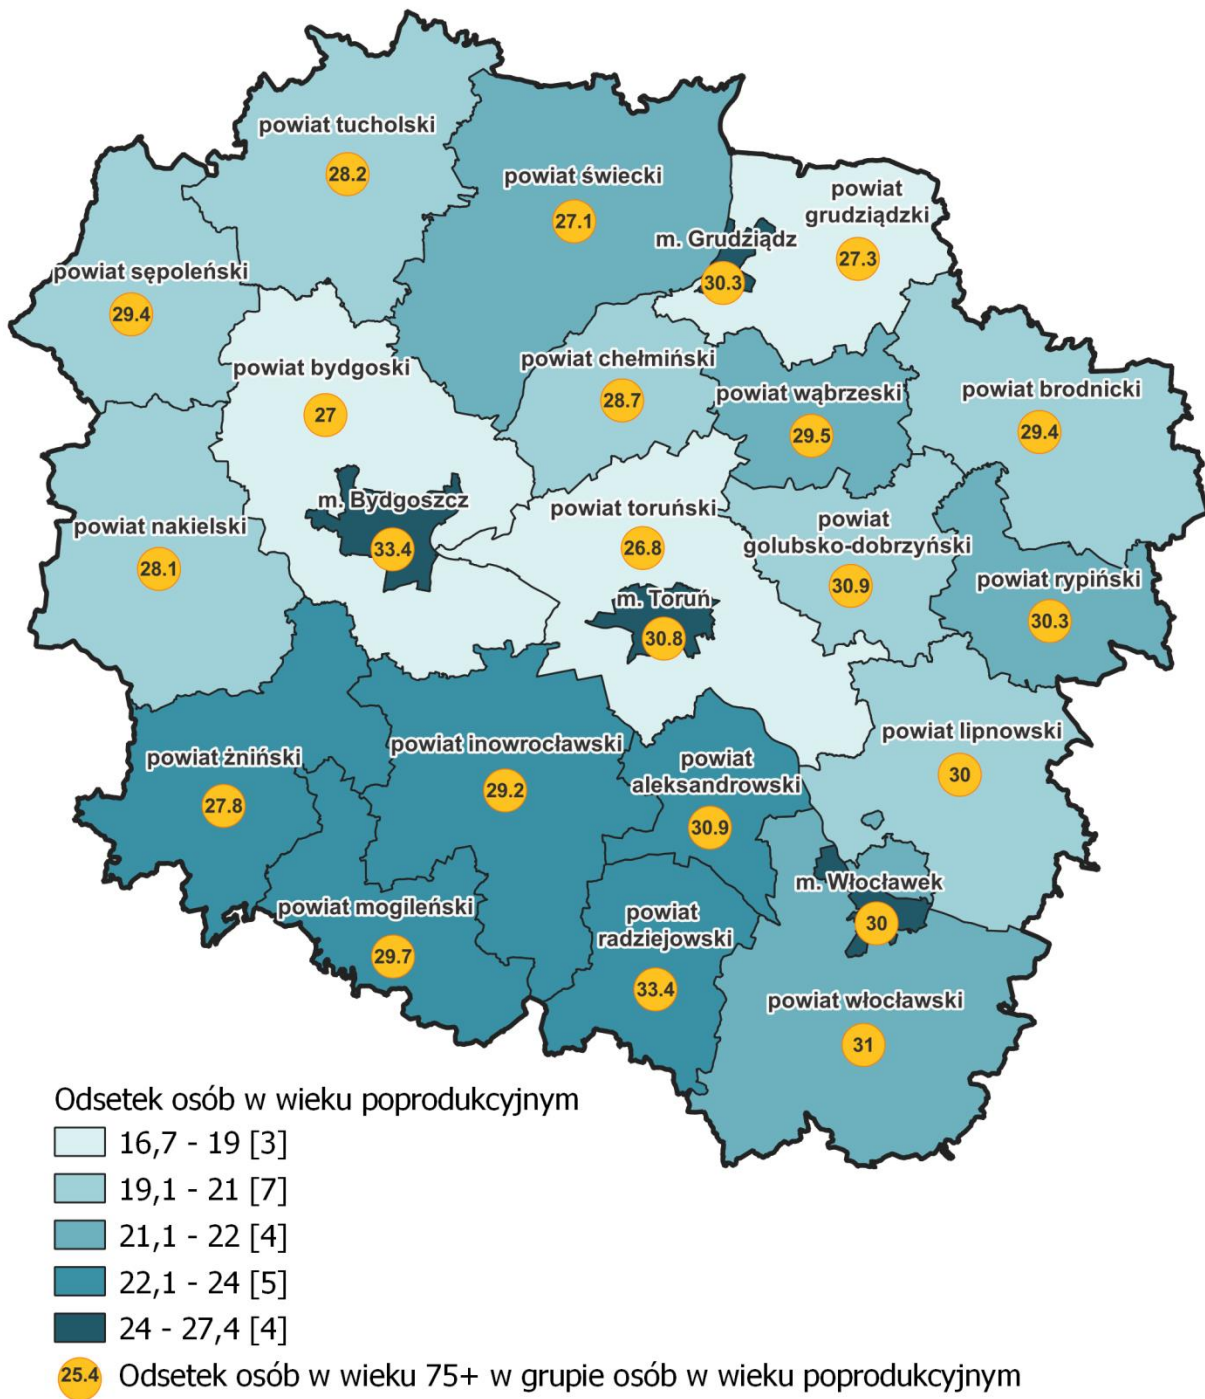 powiat tucholski
28.2
powiat świecki
27.1
powiat
grudziądzki
27.3
m. Grudziądz
30.3
powiat sępoleński
29.4
powiat bydgoski
27
powiat chełmiński
28.7
powiat wąbrzeski
29.5
powiat brodnicki
29.4
m. Bydgoszcz
33.4
powiat nakielski
28.1
powiat toruński
26.8
powiat
golubsko-dobrzyński
30.9
powiat rypiński
30.3
m. Toruń
30.8
powiat żniński
27.8
powiat inowrocławski
29.2
powiat
aleksandrowski
30.9
powiat lipnowski
30
m. Włocławek
30
powiat mogileński
29.7
powiat
radziejowski
33.4
powiat włocławski
31
Odsetek osób w wieku poprodukcyjnym
16,7 - 19 [3]
19,1 - 21 [7]
21,1 - 22 [4]
22,1 - 24 [5]
24 - 27,4 [4]
25.4 Odsetek osób w wieku 75+ w grupie osób w wieku poprodukcyjnym